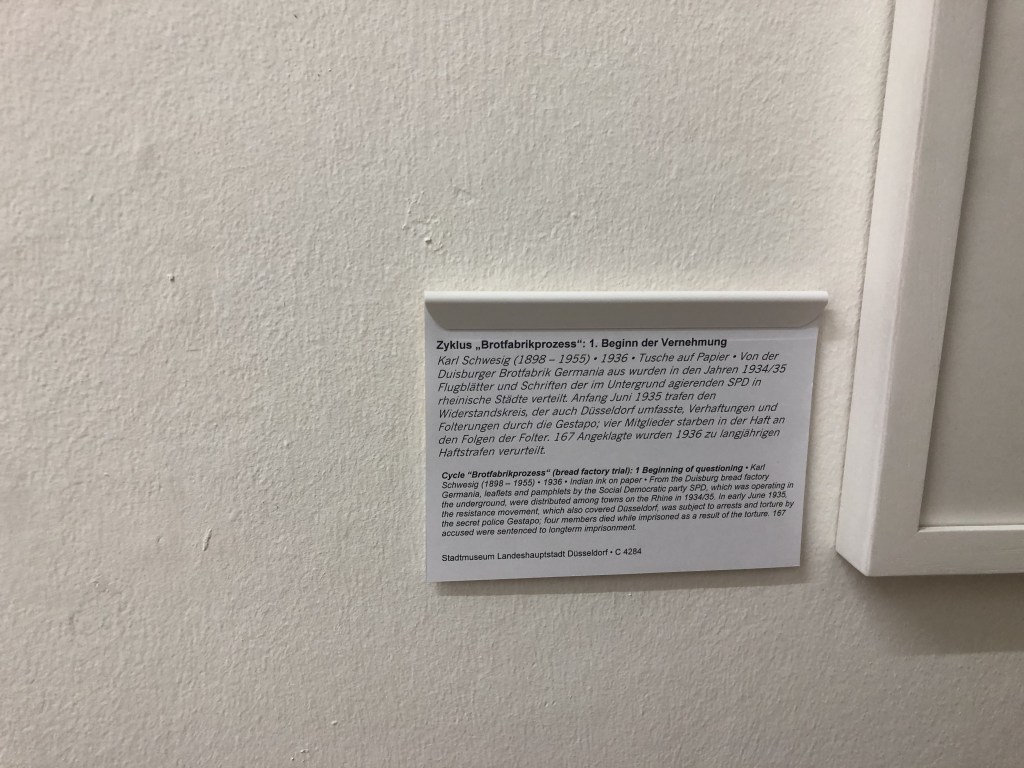 Zyklus „Brotfabrikprozess“: 1. Beginn der Vernehmung
Karl Schwesig (1898 – 1955) • 1936 • Tusche auf Papier • Von der
Duisburger Brotfabrik Germania aus wurden in den Jahren 1934/35
Flugblätter und Schriften der im Untergrund agierenden SPD in
rheinische Städte verteilt. Anfang Juni 1935 trafen den
Widerstandskreis, der auch Düsseldorf umfasste, Verhaftungen und
Folterungen durch die Gestapo; vier Mitglieder starben in der Haft an
den Folgen der Folter. 167 Angeklagte wurden 1936 zu langjährigen
Haftstrafen verurteilt.
Cycle “Brotfabrikprozess“ (bread factory trial): 1 Beginning of questioning • Karl
Schwesig (1898 – 1955) • 1936 • Indian ink on paper • From the Duisburg bread factory
Germania, leaflets and pamphlets by the Social Democratic party SPD, which was operating in
the underground, were distributed among towns on the Rhine in 1934/35. In early June 1935,
the resistance movement, which also covered Düsseldorf, was subject to arrests and torture by
the secret police Gestapo; four members died while imprisoned as a result of the torture. 167
accused were sentenced to longterm imprisonment.
Stadtmuseum Landeshauptstadt Düsseldorf • C 4284